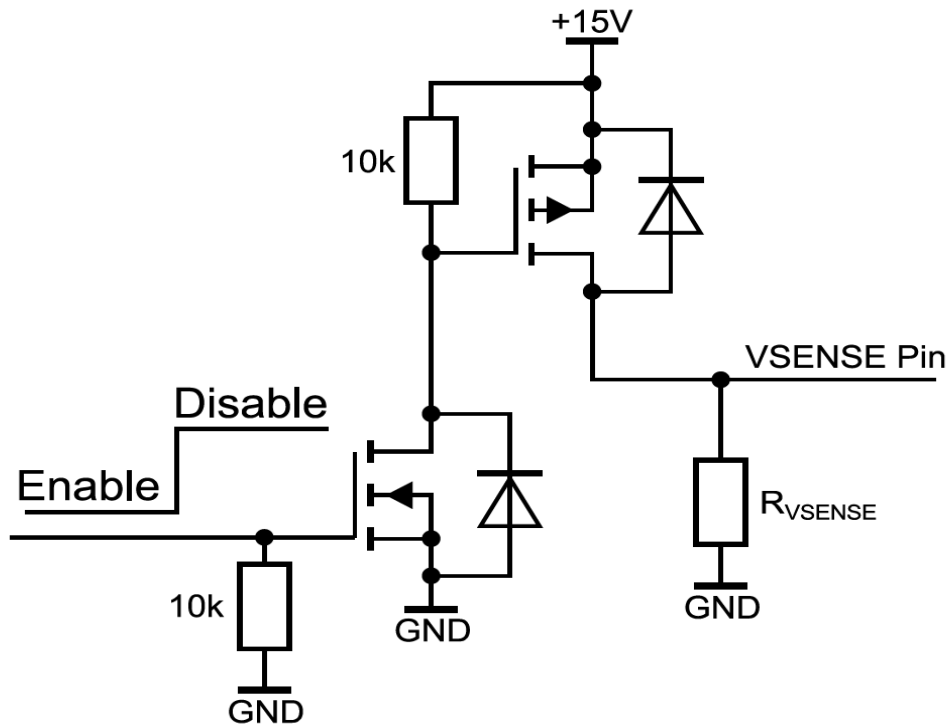 +15V
10k
VSENSE Pin
Disable
Enable
RVSENSE
10k
GND
GND
GND